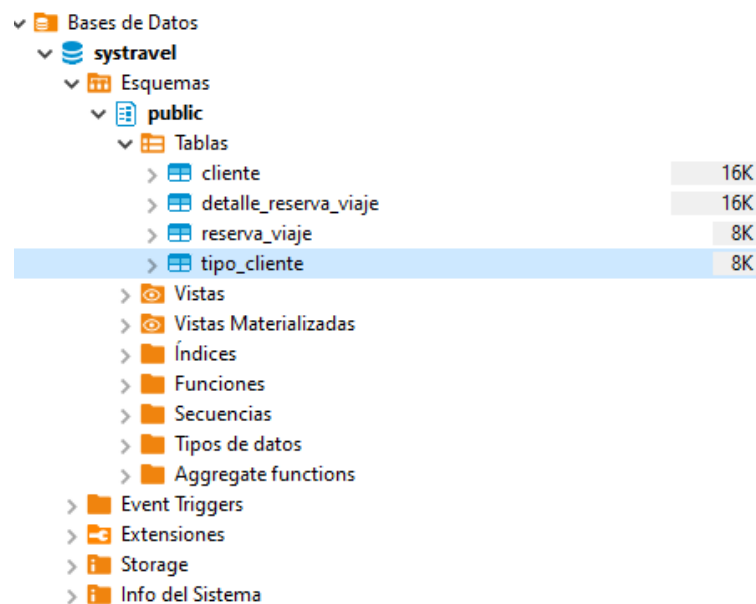 Bases de Datos
systravel
Esquemas
public
Tablas
cliente 16K
detalle_reserva_viaje 16K
reserva_viaje 8K
tipo_cliente 8K
Vistas
Vistas Materializadas
Índices
Funciones
Secuencias
Tipos de datos
Aggregate functions
Event Triggers
Extensiones
Storage
Info del Sistema